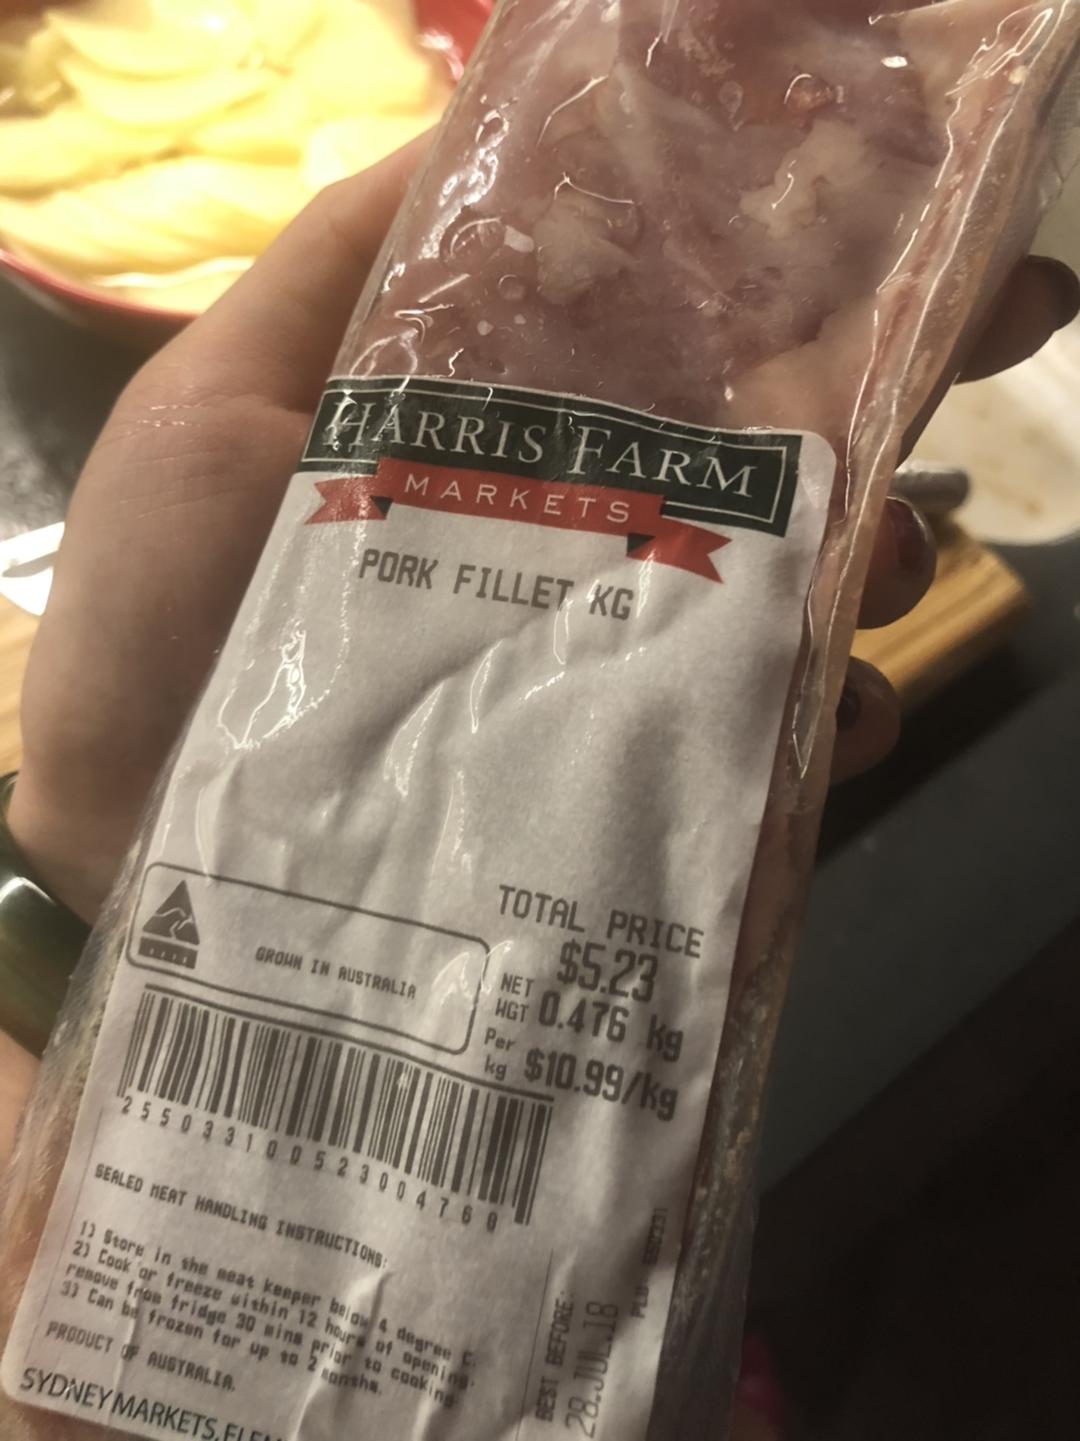 HARRIS FARM
MARKETS
PORK FILLET KG
TOTAL PRICE
$5.23
NET
WGT 0.476 kg
Per
kg $10.99/kg
GROWN IN AUSTRALIA
255033100523004760
SEALED MEAT HANDLING INSTRUCTIONS:
1) Store in the meat keeper below 4 degree C.
2) Cook or freeze within 12 hours of opening.
remove from fridge 30 mins prior to cooking.
3) Can be frozen for up to 2 months.
PRODUCT OF AUSTRALIA.
SYDNEY MARKETS,
BEST BEFORE:
28.JUL.18
PLU